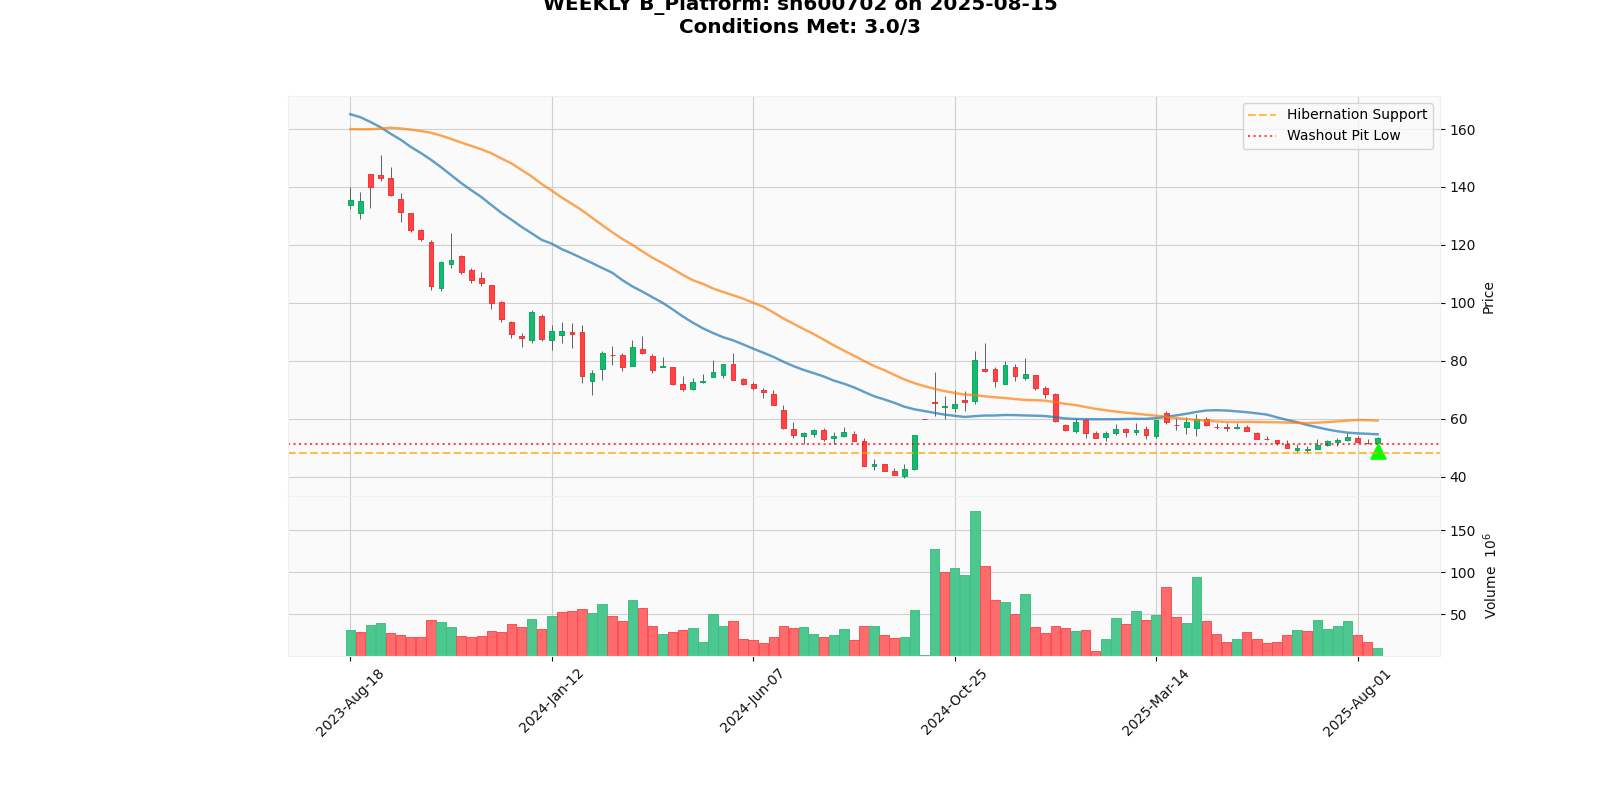 WEEKLY B_Platform: sh600702 on 2025-08-15
Conditions Met: 3.0/3
Hibernation Support
Washout Pit Low
160
140
120
100
80
60
40
Price
150
100
50
Volume 10⁶
2023-Aug-18
2024-Jan-12
2024-Jun-07
2024-Oct-25
2025-Mar-14
2025-Aug-01